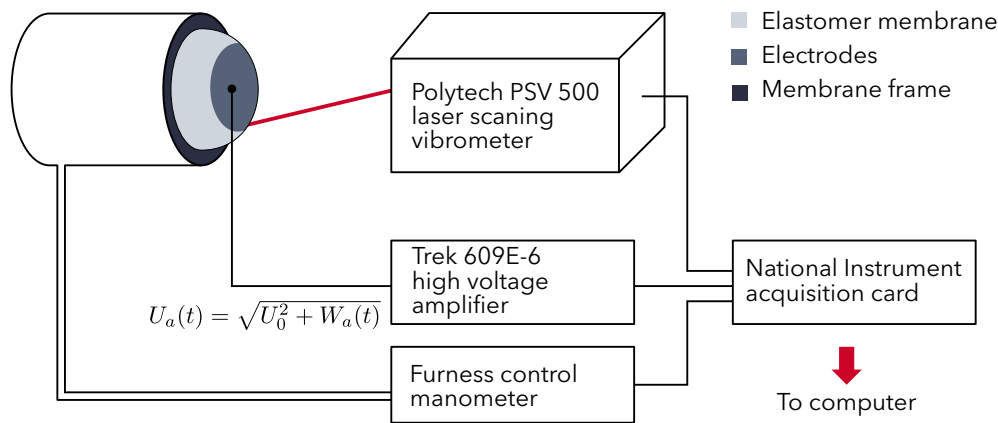 Elastomer membrane
Electrodes
Membrane frame
Polytech PSV 500
laser scaning
vibrometer
Trek 609E-6
high voltage
amplifier
National Instrument
acquisition card
U_a(t) = \sqrt{U_0^2 + W_a(t)}
Furness control
manometer
To computer